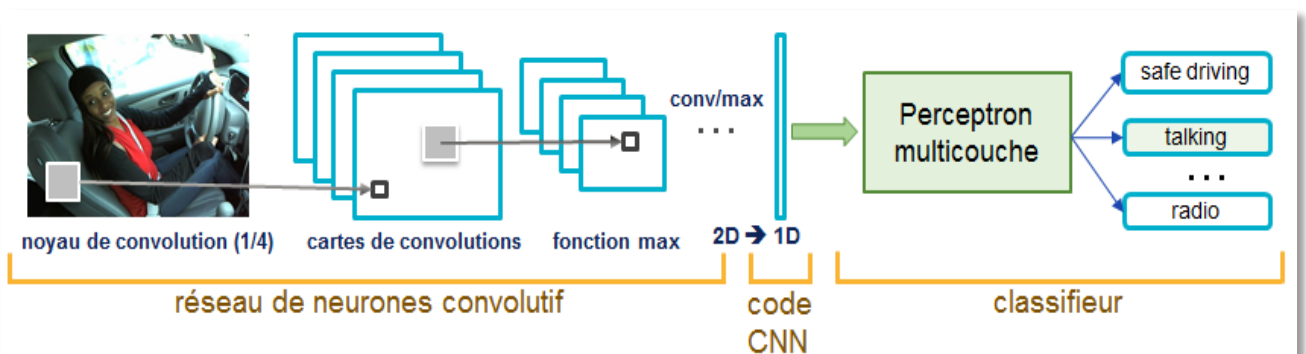 noyau de convolution (1/4)
cartes de convolutions
fonction max
conv/max
...
2D ➔ 1D
Perceptron
multicouche
safe driving
talking
...
radio
réseau de neurones convolutif
code
CNN
classifieur